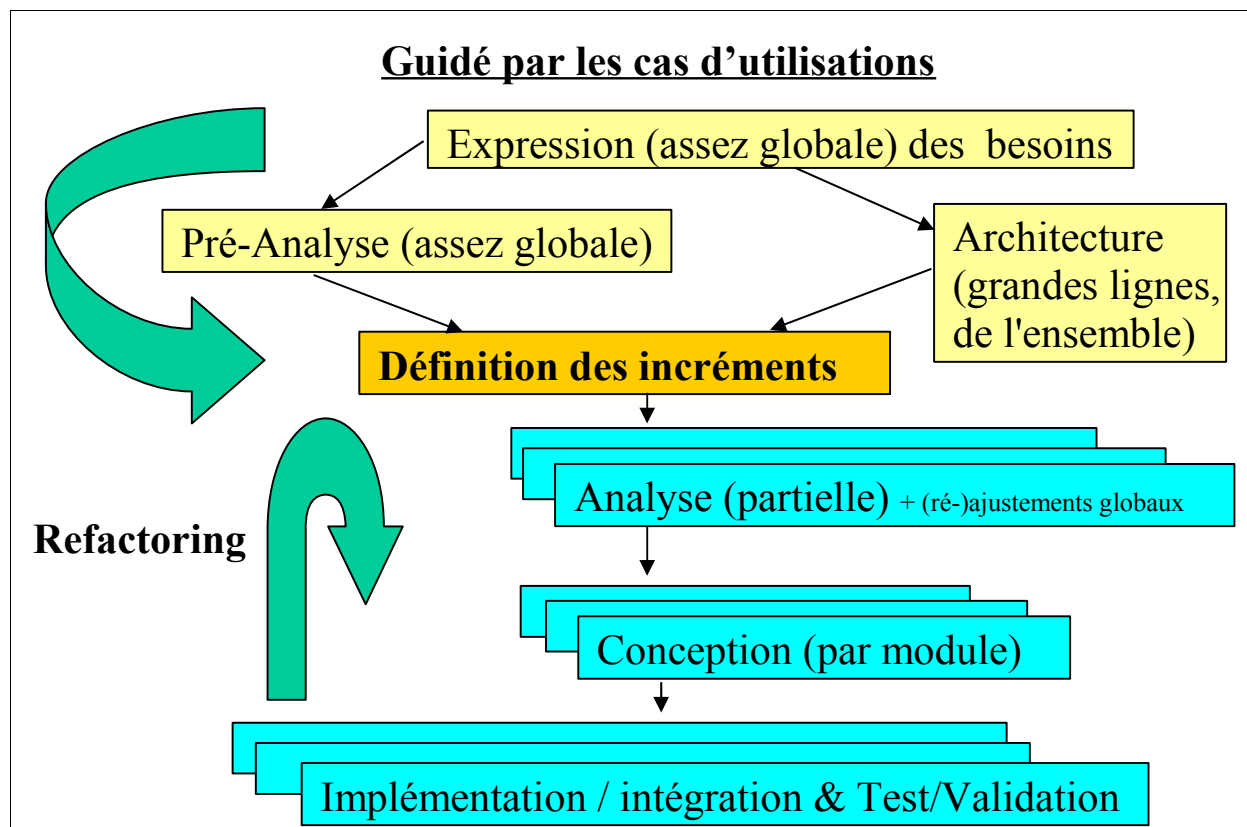 Guidé par les cas d’utilisations
Expression (assez globale) des besoins
Pré-Analyse (assez globale)
Architecture
(grandes lignes,
de l'ensemble)
Définition des incréments
Analyse (partielle) + (ré-)ajustements globaux
Refactoring
Conception (par module)
Implémentation / intégration & Test/Validation